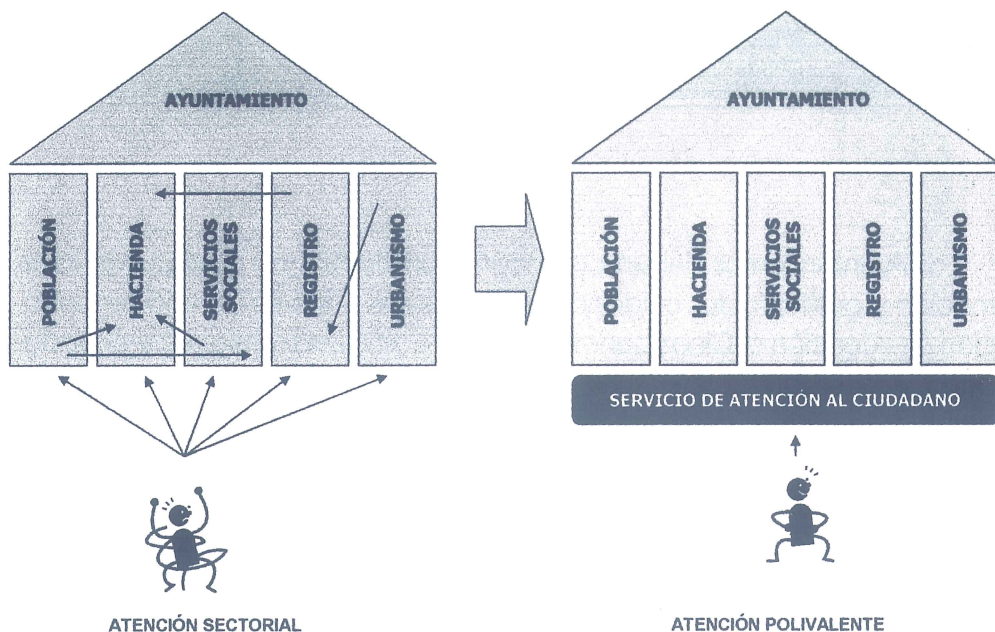 AYUNTAMIENTO
POBLACIÓN
HACIENDA
SERVICIOS
SOCIALES
REGISTRO
URBANISMO
ATENCIÓN SECTORIAL
AYUNTAMIENTO
POBLACIÓN
HACIENDA
SERVICIOS
SOCIALES
REGISTRO
URBANISMO
SERVICIO DE ATENCIÓN AL CIUDADANO
ATENCIÓN POLIVALENTE